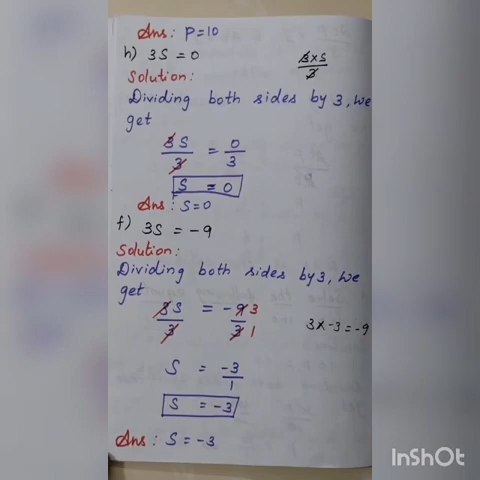 Ans: P=10
h) 3S = 0
3×S
3
Solution:
Dividing both sides by 3, we
get
3S = 0
3 3
S = 0
Ans: S=0
f) 3S = -9
Solution:
Dividing both sides by 3, we
get
3S = -9 3
3 3 1
3 × -3 = -9
S = -3
1
S = -3
Ans: S = -3
InShOt